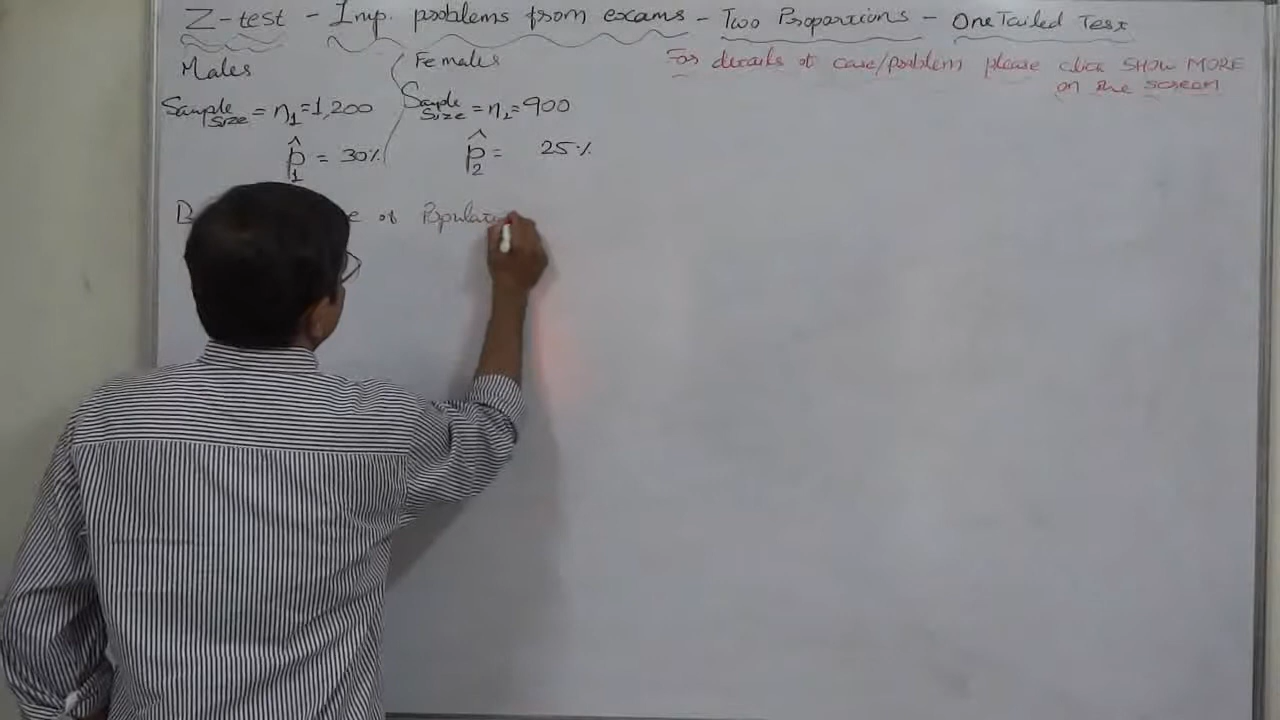 Z-test - Imp. problems from exams - Two Proportions - One Tailed Test
For details of case/problem please click SHOW MORE on the screen
Males
Females
Sample Size = n1 = 1,200
Sample Size = n2 = 900
p̂1 = 30%
p̂2 = 25%
of